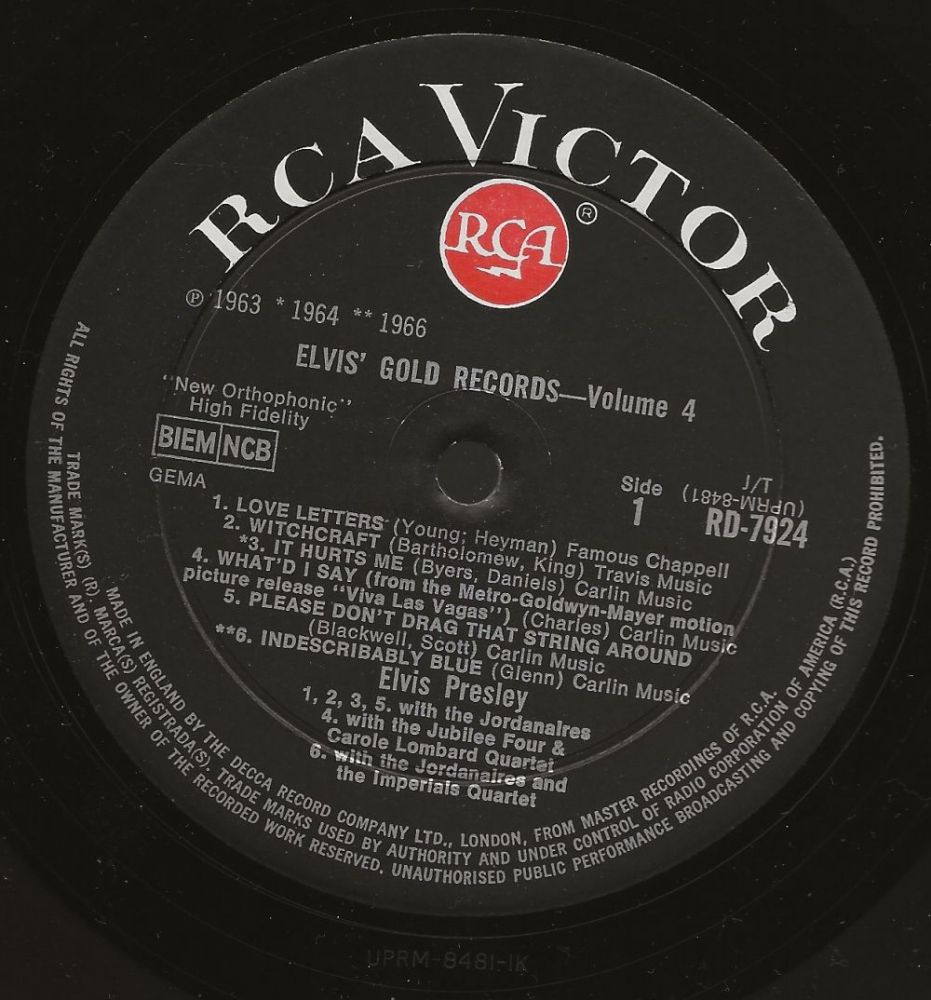 RCA VICTOR
RCA
®
℗ 1963 * 1964 ** 1966
ELVIS' GOLD RECORDS—Volume 4
"New Orthophonic"
High Fidelity
BIEM NCB
GEMA
Side
1
1/1
(UPRM-8481)
RD-7924
1. LOVE LETTERS (Young; Heyman) Famous Chappell
2. WITCHCRAFT (Bartholomew, King) Travis Music
*3. IT HURTS ME (Byers, Daniels) Carlin Music
4. WHAT'D I SAY (from the Metro-Goldwyn-Mayer motion
picture release "Viva Las Vagas") (Charles) Carlin Music
5. PLEASE DON'T DRAG THAT STRING AROUND
(Blackwell, Scott) Carlin Music
**6. INDESCRIBABLY BLUE (Glenn) Carlin Music
Elvis Presley
1, 2, 3, 5. with the Jordanaires
4. with the Jubilee Four &
Carole Lombard Quartet
6. with the Jordanaires and
the Imperials Quartet
ALL RIGHTS OF THE MANUFACTURER AND OF THE OWNER OF THE RECORDED WORK RESERVED. UNAUTHORISED PUBLIC PERFORMANCE BROADCASTING AND COPYING OF THIS RECORD PROHIBITED.
TRADE MARK(S) (R), MARCA(S) REGISTRADA(S). TRADE MARKS USED BY AUTHORITY AND UNDER CONTROL OF RADIO CORPORATION OF AMERICA (R.C.A.)
MADE IN ENGLAND BY THE DECCA RECORD COMPANY LTD., LONDON, FROM MASTER RECORDINGS OF R.C.A.
UPRM-8481-1K